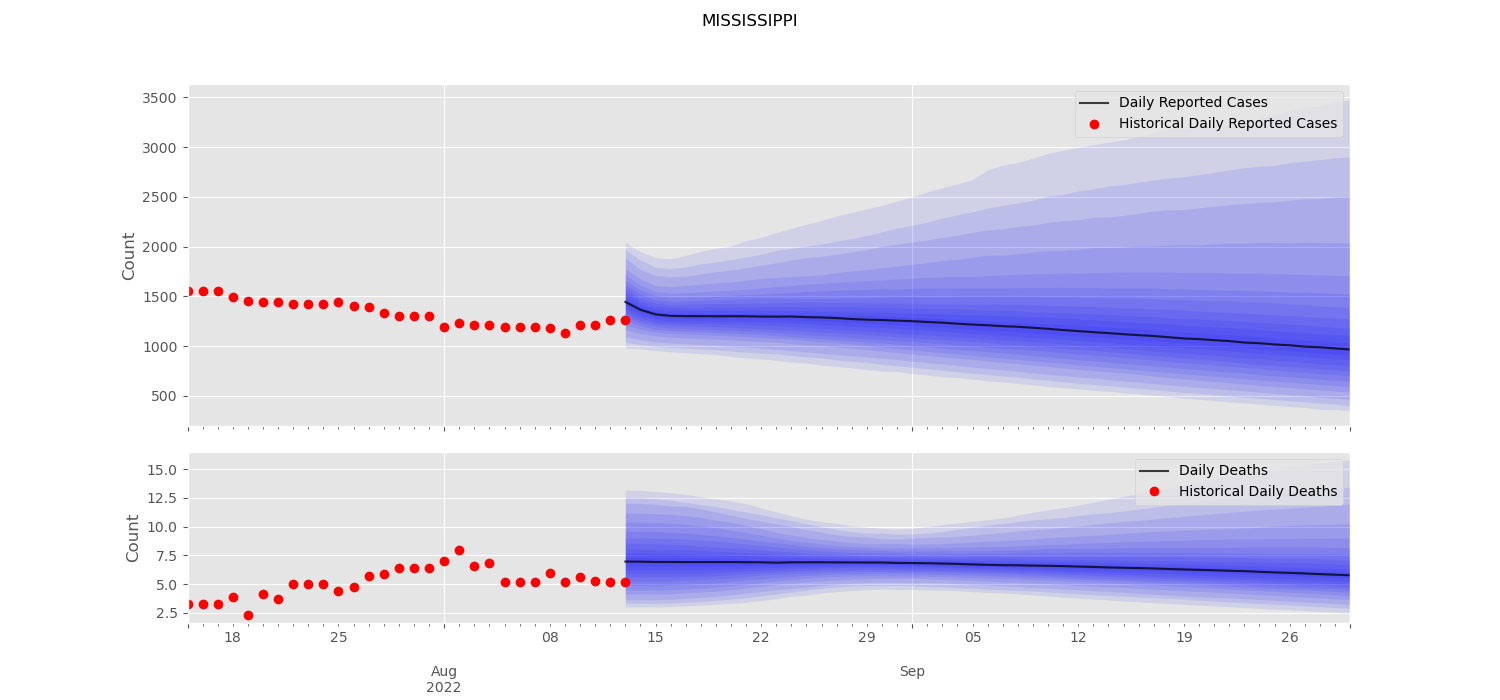 MISSISSIPPI
3500
3000
2500
2000
1500
1000
500
Count
Daily Reported Cases
Historical Daily Reported Cases
15.0
12.5
10.0
7.5
5.0
2.5
Count
Daily Deaths
Historical Daily Deaths
18 25 08 15 22 29 05 12 19 26
Aug Sep
2022